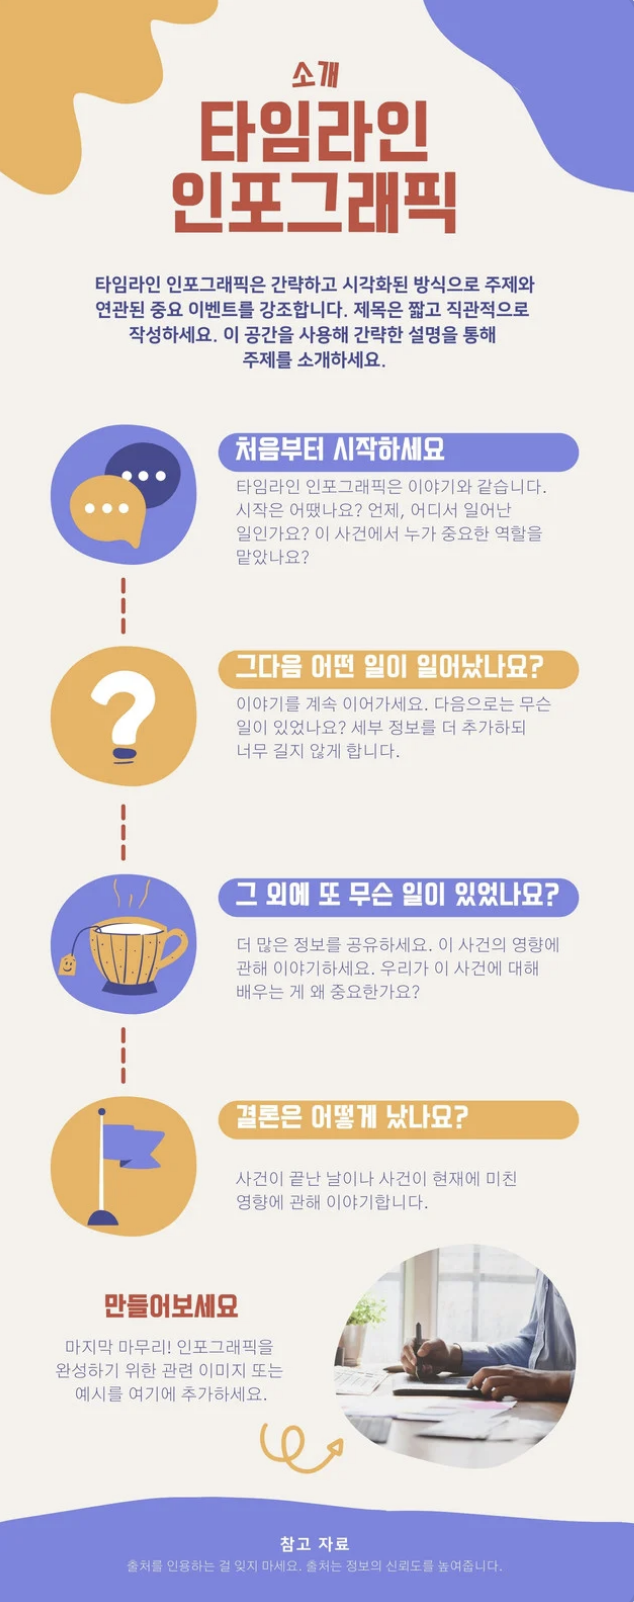 소개
타임라인
인포그래픽
타임라인 인포그래픽은 간략하고 시각화된 방식으로 주제와
연관된 중요 이벤트를 강조합니다. 제목은 짧고 직관적으로
작성하세요. 이 공간을 사용해 간략한 설명을 통해
주제를 소개하세요.
처음부터 시작하세요
타임라인 인포그래픽은 이야기와 같습니다.
시작은 어땠나요? 언제, 어디서 일어난
일인가요? 이 사건에서 누가 중요한 역할을
맡았나요?
그다음 어떤 일이 일어났나요?
이야기를 계속 이어가세요. 다음으로는 무슨
일이 있었나요? 세부 정보를 더 추가하되
너무 길지 않게 합니다.
그 외에 또 무슨 일이 있었나요?
더 많은 정보를 공유하세요. 이 사건의 영향에
관해 이야기하세요. 우리가 이 사건에 대해
배우는 게 왜 중요한가요?
결론은 어떻게 났나요?
사건이 끝난 날이나 사건이 현재에 미친
영향에 관해 이야기합니다.
만들어보세요
마지막 마무리! 인포그래픽을
완성하기 위한 관련 이미지 또는
예시를 여기에 추가하세요.
참고 자료
출처를 인용하는 걸 잊지 마세요. 출처는 정보의 신뢰도를 높여줍니다.